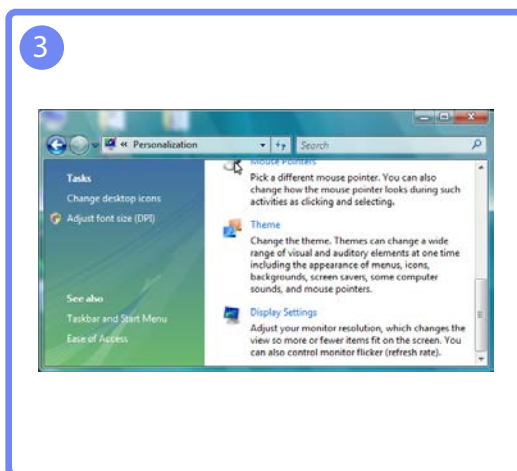 3
« Personalization
Search
Tasks
Change desktop icons
Adjust font size (DPI)
See also
Taskbar and Start Menu
Ease of Access
Mouse Pointers
Pick a different mouse pointer. You can also
change how the mouse pointer looks during such
activities as clicking and selecting.
Theme
Change the theme. Themes can change a wide
range of visual and auditory elements at one time
including the appearance of menus, icons,
backgrounds, screen savers, some computer
sounds, and mouse pointers.
Display Settings
Adjust your monitor resolution, which changes the
view so more or fewer items fit on the screen. You
can also control monitor flicker (refresh rate).